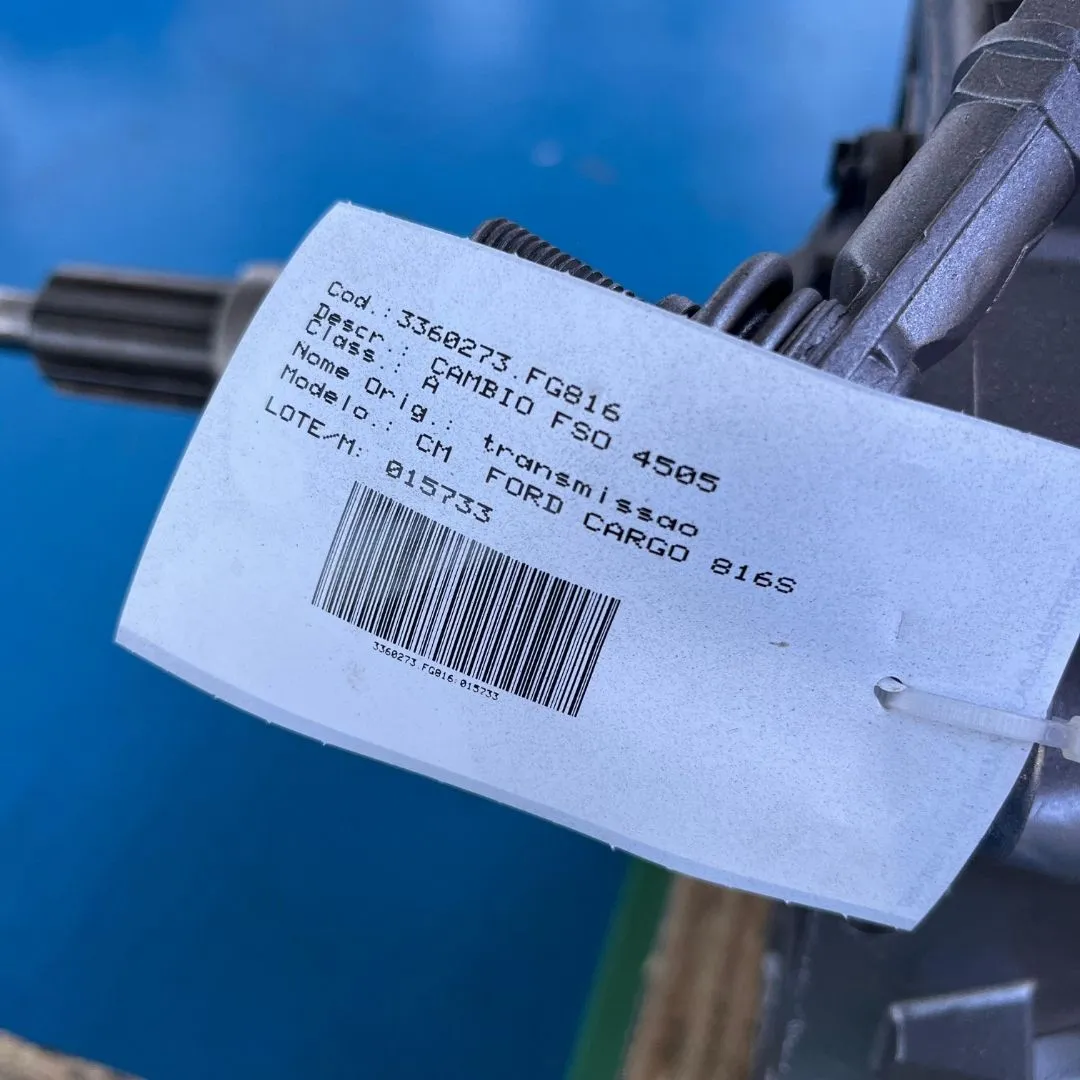 Cod.:3360273.FG816
Descr.: CAMBIO FSO 4505
Class.: A
Nome Orig.: transmissao
Modelo.: CM FORD CARGO 816S
LOTE/M: 015733
3360273.FG816.015733